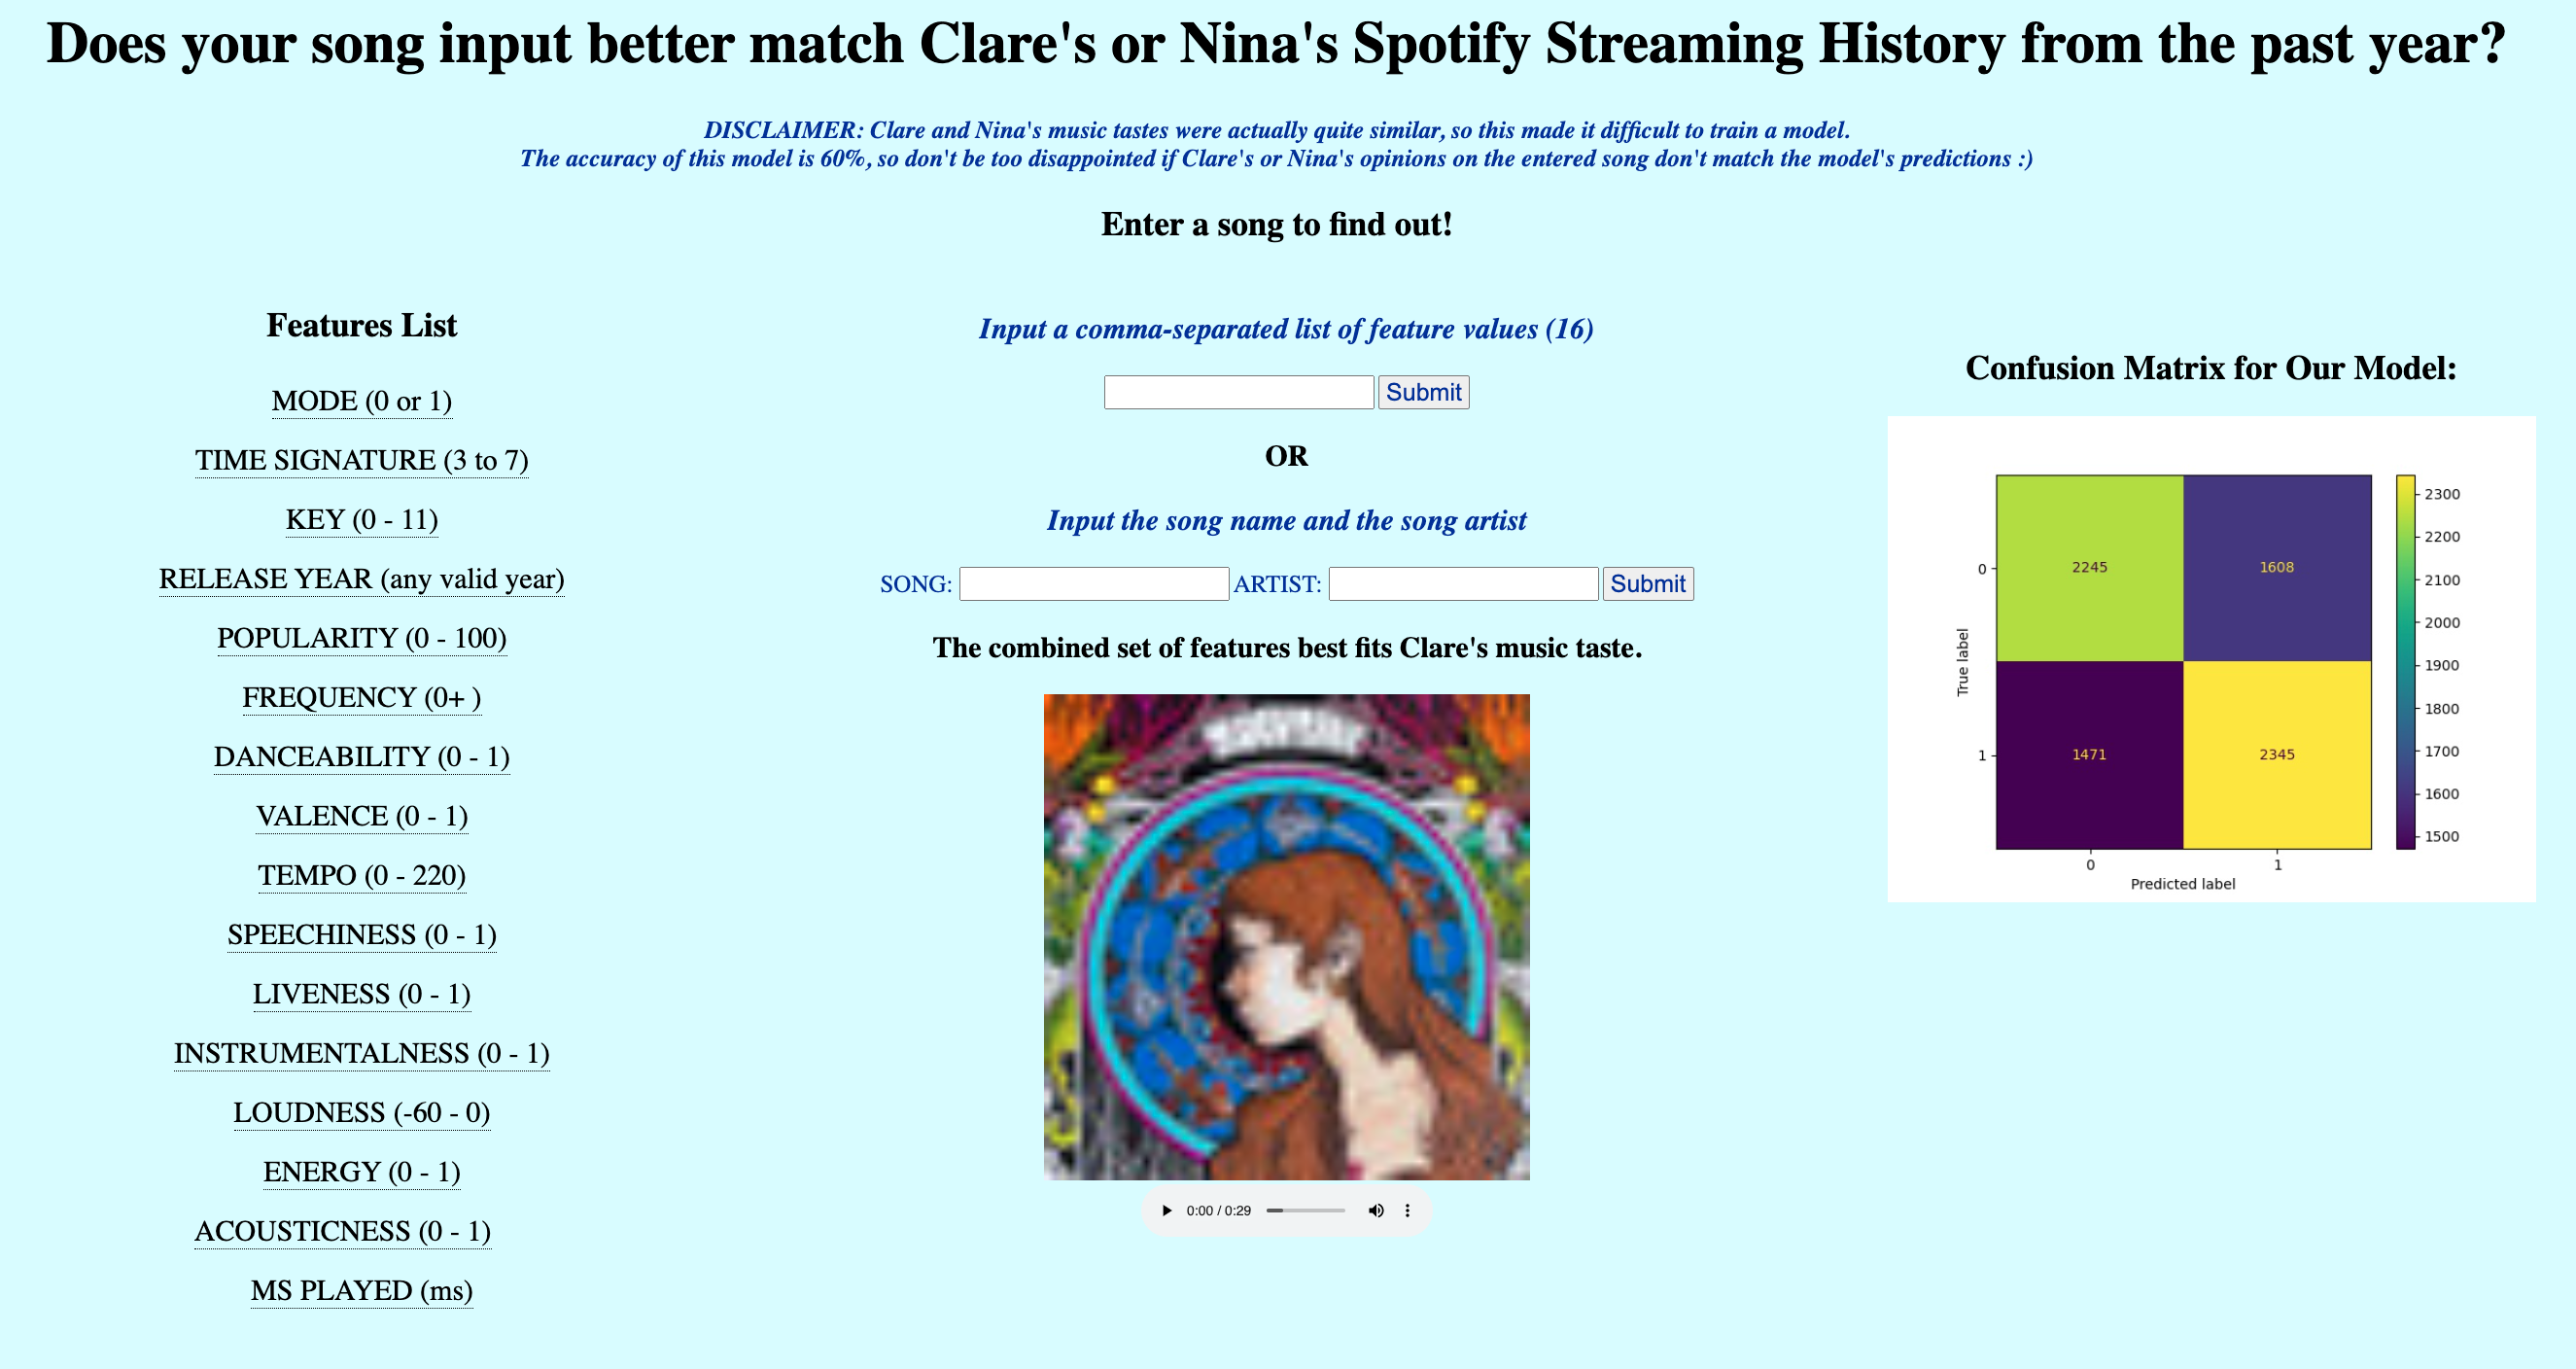 Does your song input better match Clare's or Nina's Spotify Streaming History from the past year?
DISCLAIMER: Clare and Nina's music tastes were actually quite similar, so this made it difficult to train a model.
The accuracy of this model is 60%, so don't be too disappointed if Clare's or Nina's opinions on the entered song don't match the model's predictions :)
Enter a song to find out!
Features List
MODE (0 or 1)
TIME SIGNATURE (3 to 7)
KEY (0 - 11)
RELEASE YEAR (any valid year)
POPULARITY (0 - 100)
FREQUENCY (0+ )
DANCEABILITY (0 - 1)
VALENCE (0 - 1)
TEMPO (0 - 220)
SPEECHINESS (0 - 1)
LIVENESS (0 - 1)
INSTRUMENTALNESS (0 - 1)
LOUDNESS (-60 - 0)
ENERGY (0 - 1)
ACOUSTICNESS (0 - 1)
MS PLAYED (ms)
Input a comma-separated list of feature values (16)
Submit
OR
Input the song name and the song artist
SONG: ARTIST: Submit
The combined set of features best fits Clare's music taste.
0:00 / 0:29
Confusion Matrix for Our Model:
True label
0
1
2245 1608
1471 2345
0 1
Predicted label
2300
2200
2100
2000
1900
1800
1700
1600
1500